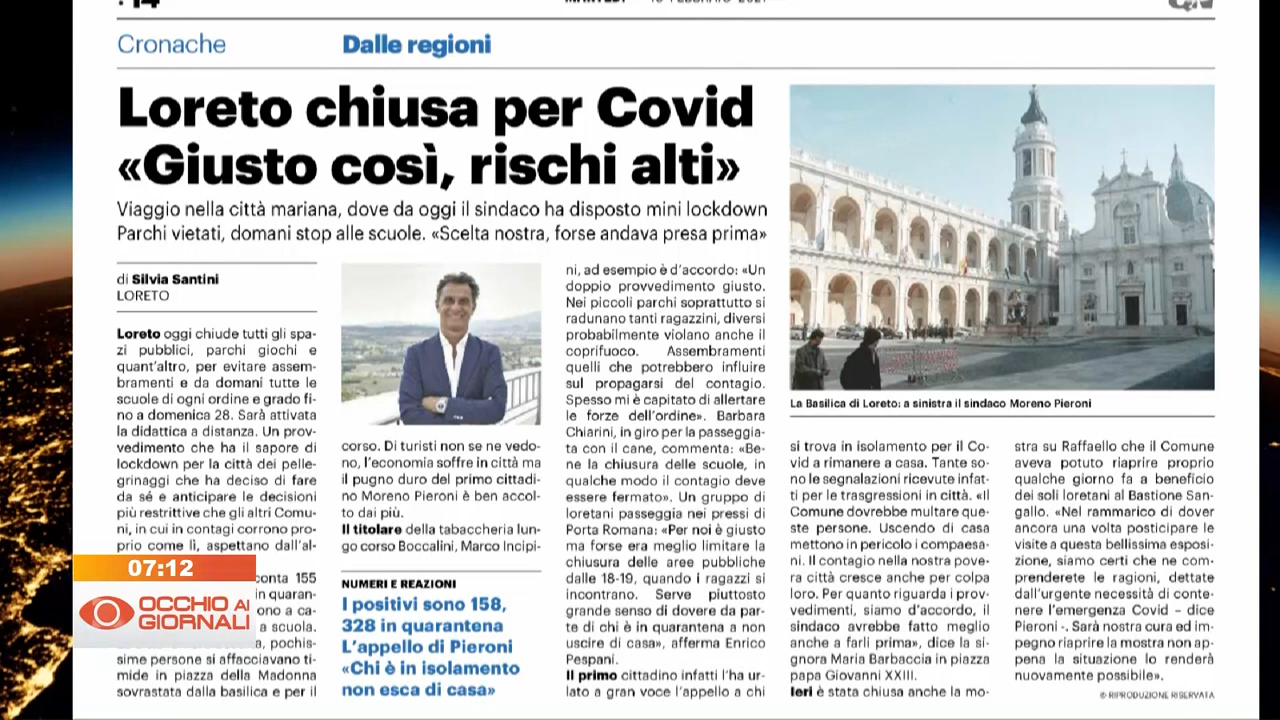 Cronache
Dalle regioni
Loreto chiusa per Covid
«Giusto così, rischi alti»
Viaggio nella città mariana, dove da oggi il sindaco ha disposto mini lockdown
Parchi vietati, domani stop alle scuole. «Scelta nostra, forse andava presa prima»
di Silvia Santini
LORETO
Loreto oggi chiude tutti gli spa-
zi pubblici, parchi giochi e
quant'altro, per evitare assem-
bramenti e da domani tutte le
scuole di ogni ordine e grado fi-
no a domenica 28. Sarà attivata
la didattica a distanza. Un prov-
vedimento che ha il sapore di
lockdown per la città dei pelle-
grinaggi che ha deciso di fare
da sé e anticipare le decisioni
più restrittive che gli altri Comu-
ni, in cui in contagi corrono pro-
prio come lì, aspettano dall'al-
conta 155
in quaran-
ono a ca-
a scuola.
, pochis-
sime persone si affacciavano ti-
mide in piazza della Madonna
sovrastata dalla basilica e per il
corso. Di turisti non se ne vedo-
no, l'economia soffre in città ma
il pugno duro del primo cittadi-
no Moreno Pieroni è ben accol-
to dai più.
Il titolare della tabaccheria lun-
go corso Boccalini, Marco Incipi-
NUMERI E REAZIONI
I positivi sono 158,
328 in quarantena
L'appello di Pieroni
«Chi è in isolamento
non esca di casa»
ni, ad esempio è d'accordo: «Un
doppio provvedimento giusto.
Nei piccoli parchi soprattutto si
radunano tanti ragazzini, diversi
probabilmente violano anche il
coprifuoco. Assembramenti
quelli che potrebbero influire
sul propagarsi del contagio.
Spesso mi è capitato di allertare
le forze dell'ordine». Barbara
Chiarini, in giro per la passeggia-
ta con il cane, commenta: «Be-
ne la chiusura delle scuole, in
qualche modo il contagio deve
essere fermato». Un gruppo di
loretani passeggia nei pressi di
Porta Romana: «Per noi è giusto
ma forse era meglio limitare la
chiusura delle aree pubbliche
dalle 18-19, quando i ragazzi si
incontrano. Serve piuttosto
grande senso di dovere da par-
te di chi è in quarantena a non
uscire di casa», afferma Enrico
Pespani.
Il primo cittadino infatti l'ha ur-
lato a gran voce l'appello a chi
La Basilica di Loreto: a sinistra il sindaco Moreno Pieroni
si trova in isolamento per il Co-
vid a rimanere a casa. Tante so-
no le segnalazioni ricevute infat-
ti per le trasgressioni in città. «Il
Comune dovrebbe multare que-
ste persone. Uscendo di casa
mettono in pericolo i compaesa-
ni. Il contagio nella nostra pove-
ra città cresce anche per colpa
loro. Per quanto riguarda i prov-
vedimenti, siamo d'accordo, il
sindaco avrebbe fatto meglio
anche a farli prima», dice la si-
gnora Maria Barbaccia in piazza
papa Giovanni XXIII.
Ieri è stata chiusa anche la mo-
stra su Raffaello che il Comune
aveva potuto riaprire proprio
qualche giorno fa a beneficio
dei soli loretani al Bastione San-
gallo. «Nel rammarico di dover
ancora una volta posticipare le
visite a questa bellissima esposi-
zione, siamo certi che ne com-
prenderete le ragioni, dettate
dall'urgente necessità di conte-
nere l'emergenza Covid – dice
Pieroni -. Sarà nostra cura ed im-
pegno riaprire la mostra non ap-
pena la situazione lo renderà
nuovamente possibile».
© RIPRODUZIONE RISERVATA
07:12
OCCHIO AI
GIORNALI